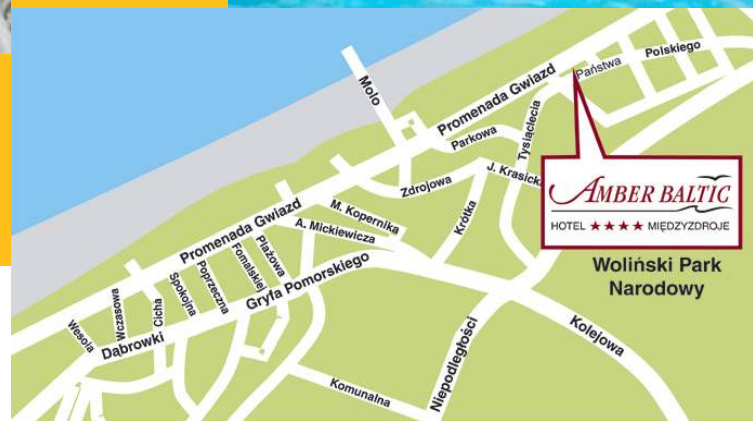 Molo
Promenada Gwiazd
Państwa
Polskiego
Parkowa
Tysiąclecia
Zdrojowa
J. Krasicki
Krótka
AMBER BALTIC
HOTEL ★★★★ MIĘDZYZDROJE
Woliński Park
Narodowy
M. Kopernika
A. Mickiewicza
Promenada Gwiazd
Plażowa
Fomalskiej
Poprzeczna
Spokojna
Cicha
Wczasowa
Wesoła
Gryfa Pomorskiego
Dąbrowki
Kolejowa
Niepodległości
Komunalna